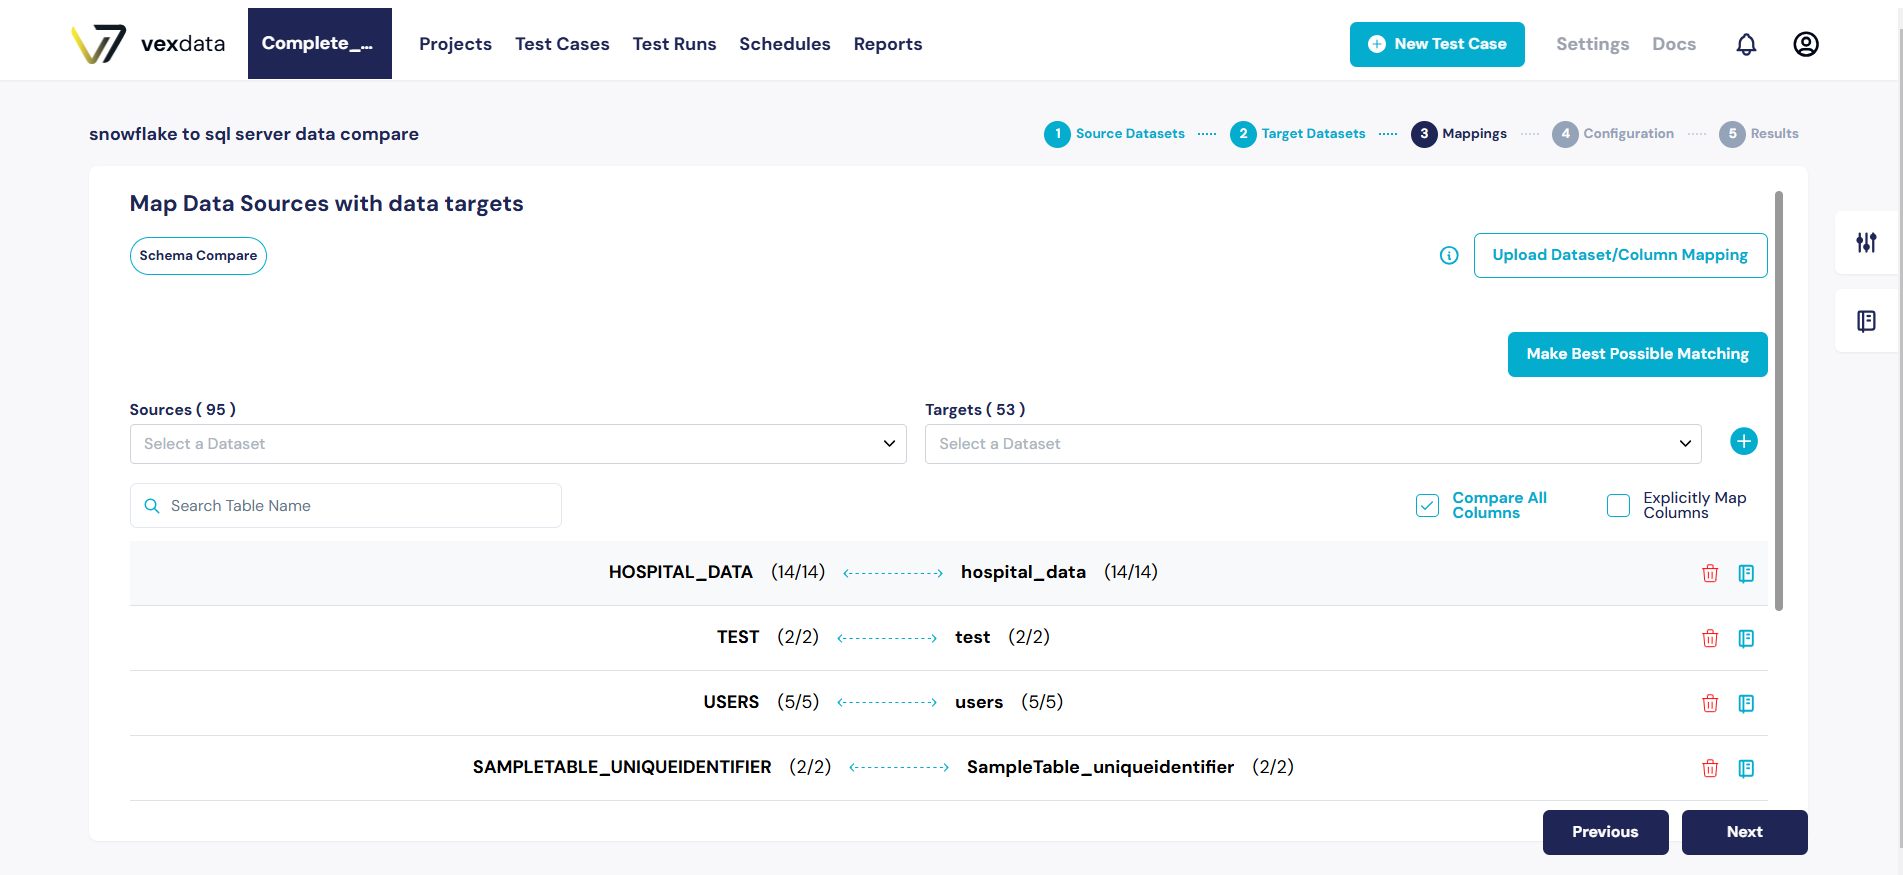 vexdata
Complete_...
Projects
Test Cases
Test Runs
Schedules
Reports
New Test Case
Settings
Docs
snowflake to sql server data compare
1 Source Datasets
2 Target Datasets
3 Mappings
4 Configuration
5 Results
Map Data Sources with data targets
Schema Compare
Upload Dataset/Column Mapping
Make Best Possible Matching
Sources ( 95 )
Targets ( 53 )
Select a Dataset
Select a Dataset
Search Table Name
Compare All
Columns
Explicitly Map
Columns
HOSPITAL_DATA (14/14) hospital_data (14/14)
TEST (2/2) test (2/2)
USERS (5/5) users (5/5)
SAMPLETABLE_UNIQUEIDENTIFIER (2/2) SampleTable_uniqueidentifier (2/2)
Previous
Next